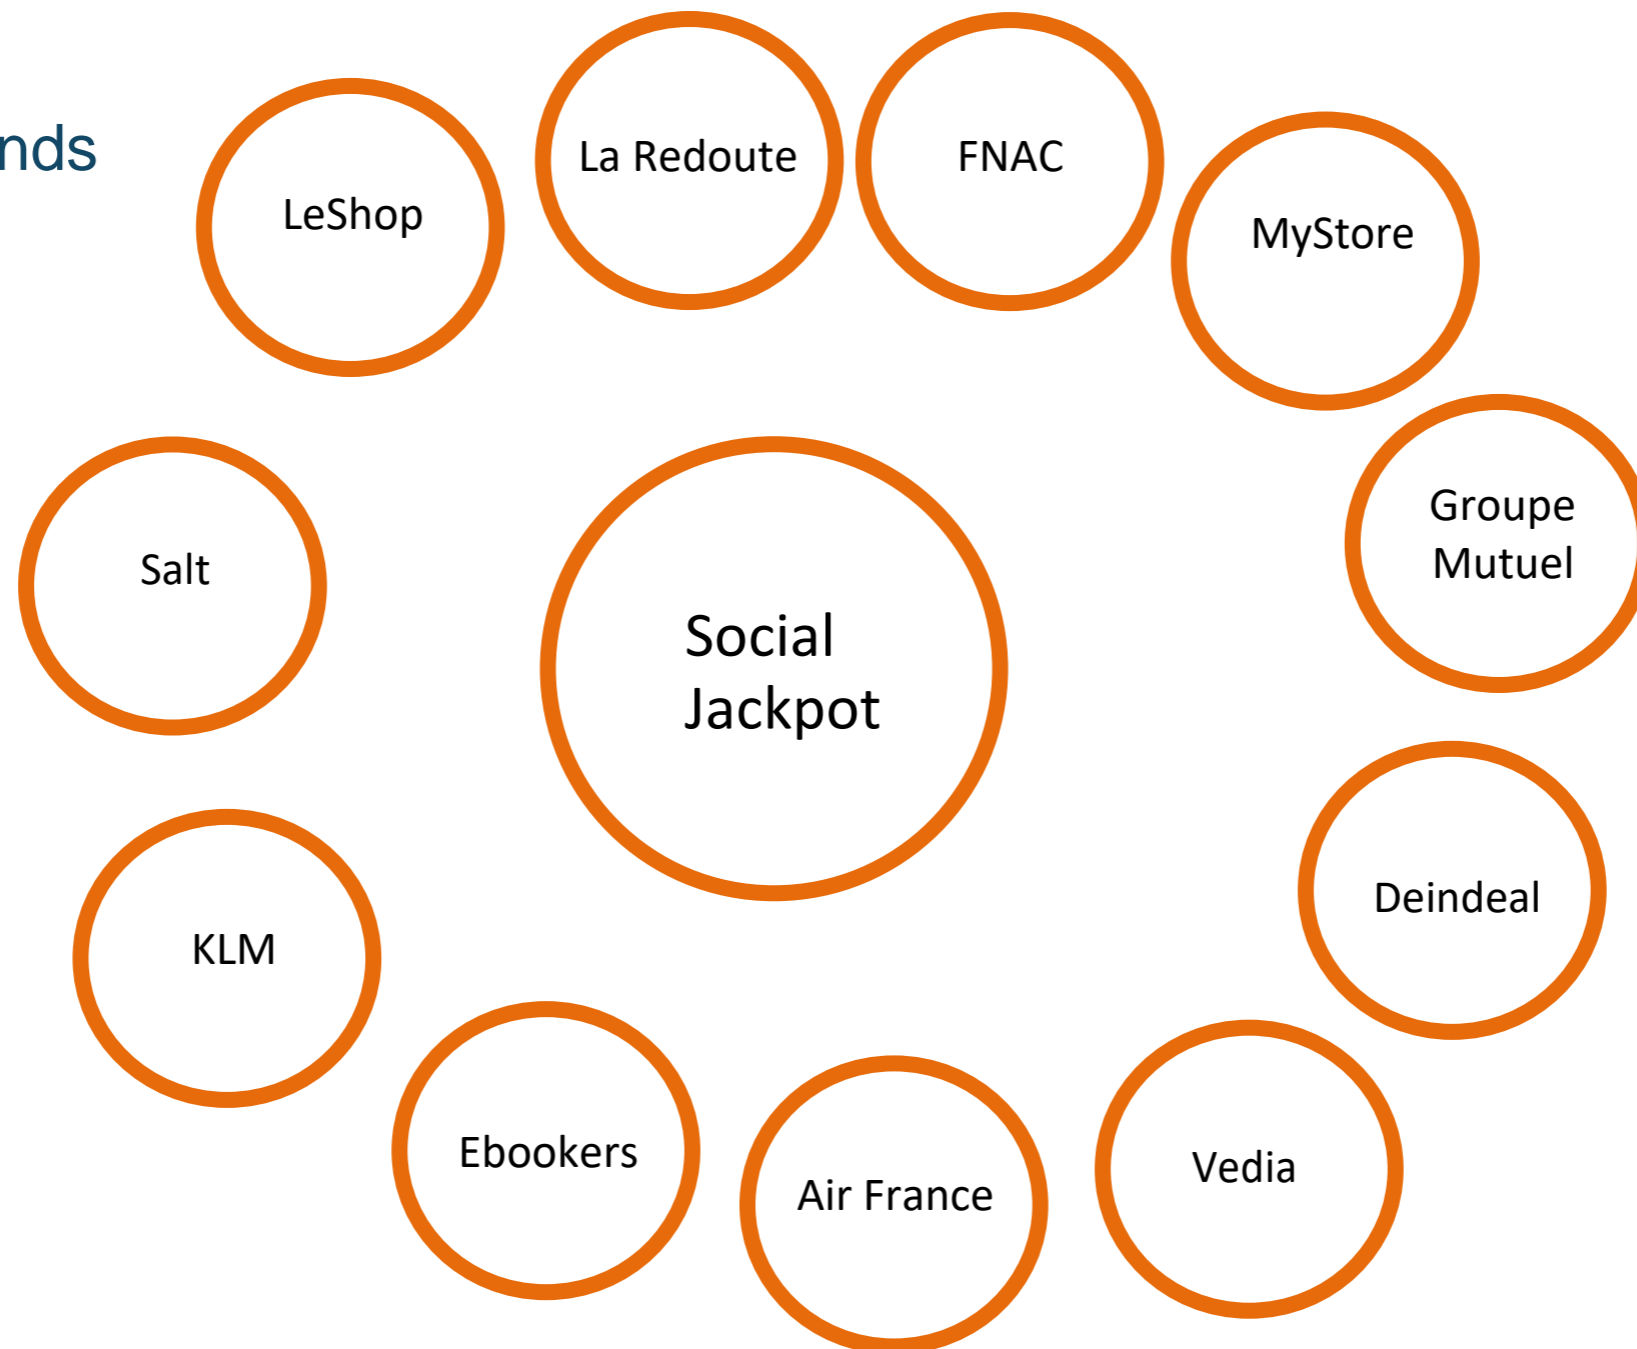 nds
LeShop
La Redoute
FNAC
MyStore
Salt
Groupe
Mutuel
Social
Jackpot
Deindeal
KLM
Ebookers
Air France
Vedia